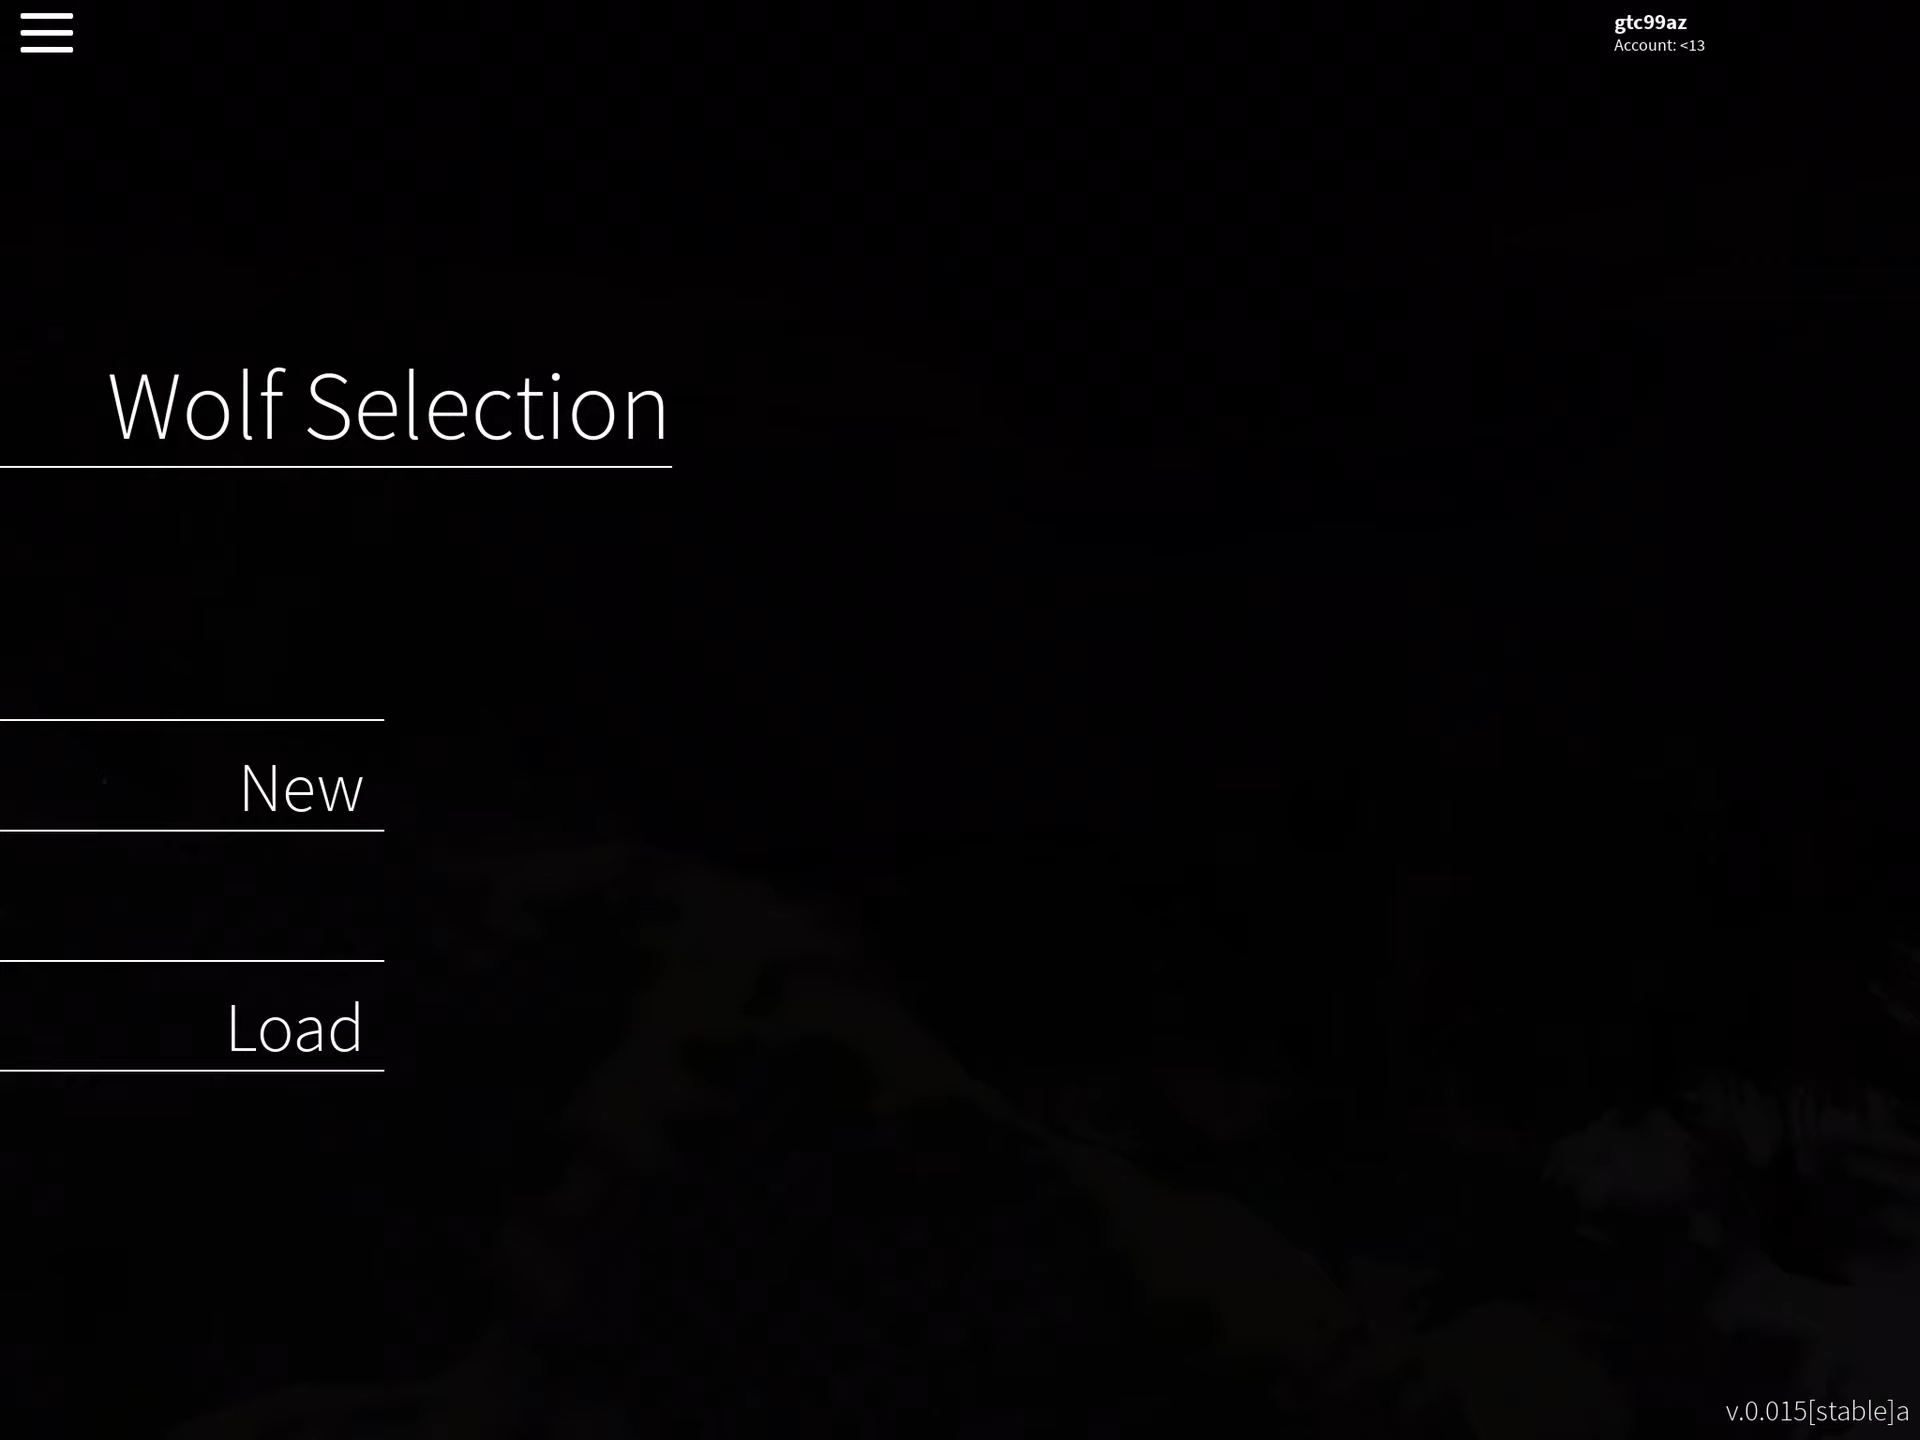 gtc99az
Account: <13
Wolf Selection
New
Load
v.0.015[stable]a